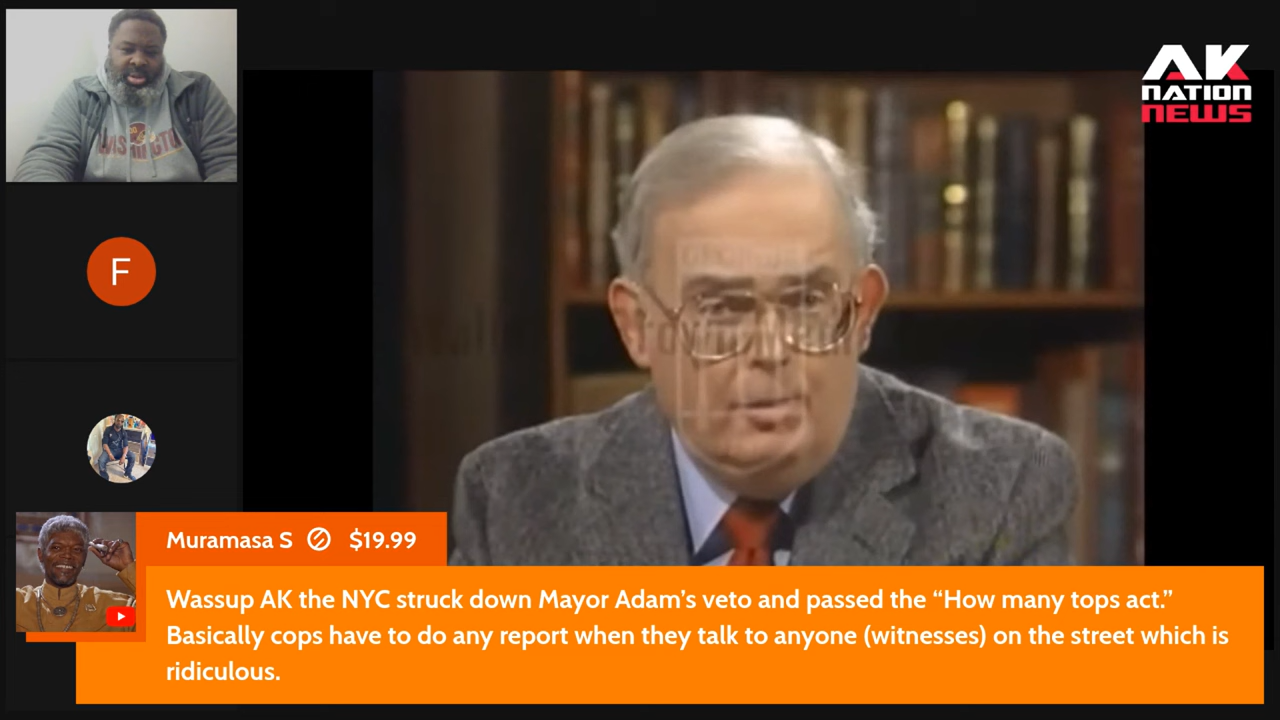 WASHINGTON
AK
NATION
NEWS
F
Muramasa S $19.99
Wassup AK the NYC struck down Mayor Adam's veto and passed the “How many tops act.”
Basically cops have to do any report when they talk to anyone (witnesses) on the street which is
ridiculous.